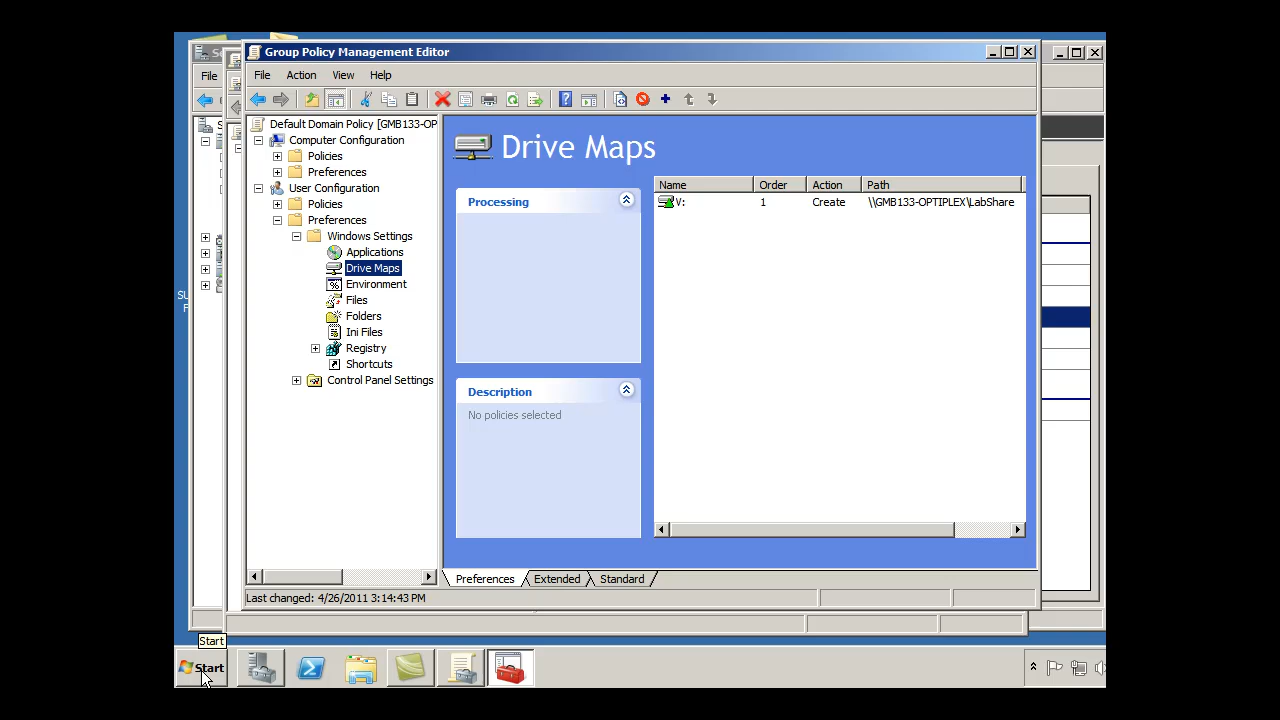 Se
Group Policy Management Editor
File
File Action View Help
Default Domain Policy [GMB133-OP
Computer Configuration
Policies
Preferences
User Configuration
Policies
Preferences
Windows Settings
Applications
Drive Maps
Environment
Files
Folders
Ini Files
Registry
Shortcuts
Control Panel Settings
Drive Maps
Processing
Description
No policies selected
Name Order Action Path
V: 1 Create \\GMB133-OPTIPLEX\LabShare
Preferences Extended Standard
Last changed: 4/26/2011 3:14:43 PM
SU
F
Start
Start